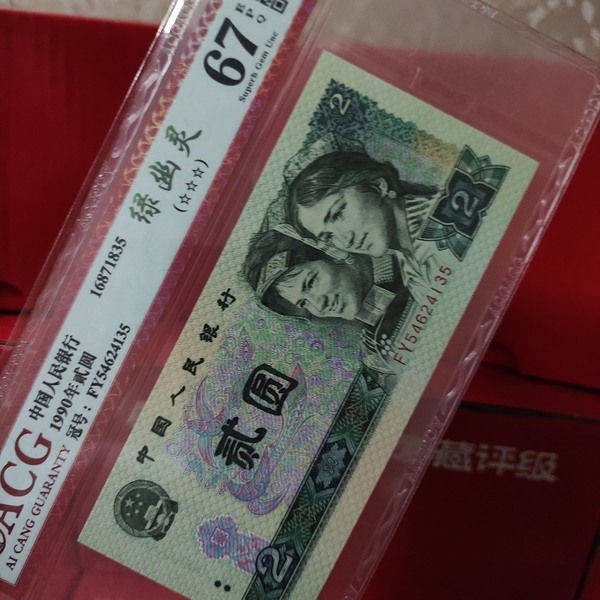 ACG
AI CANG GUARANTY
中国人民银行
1990年贰圆
冠号: FY54624135
16871835
绿幽灵
(☆☆☆)
67
E
P
Q
Superb Gem Unc
2
2
FY54624135
中国人民银行
贰圆
2
藏评级